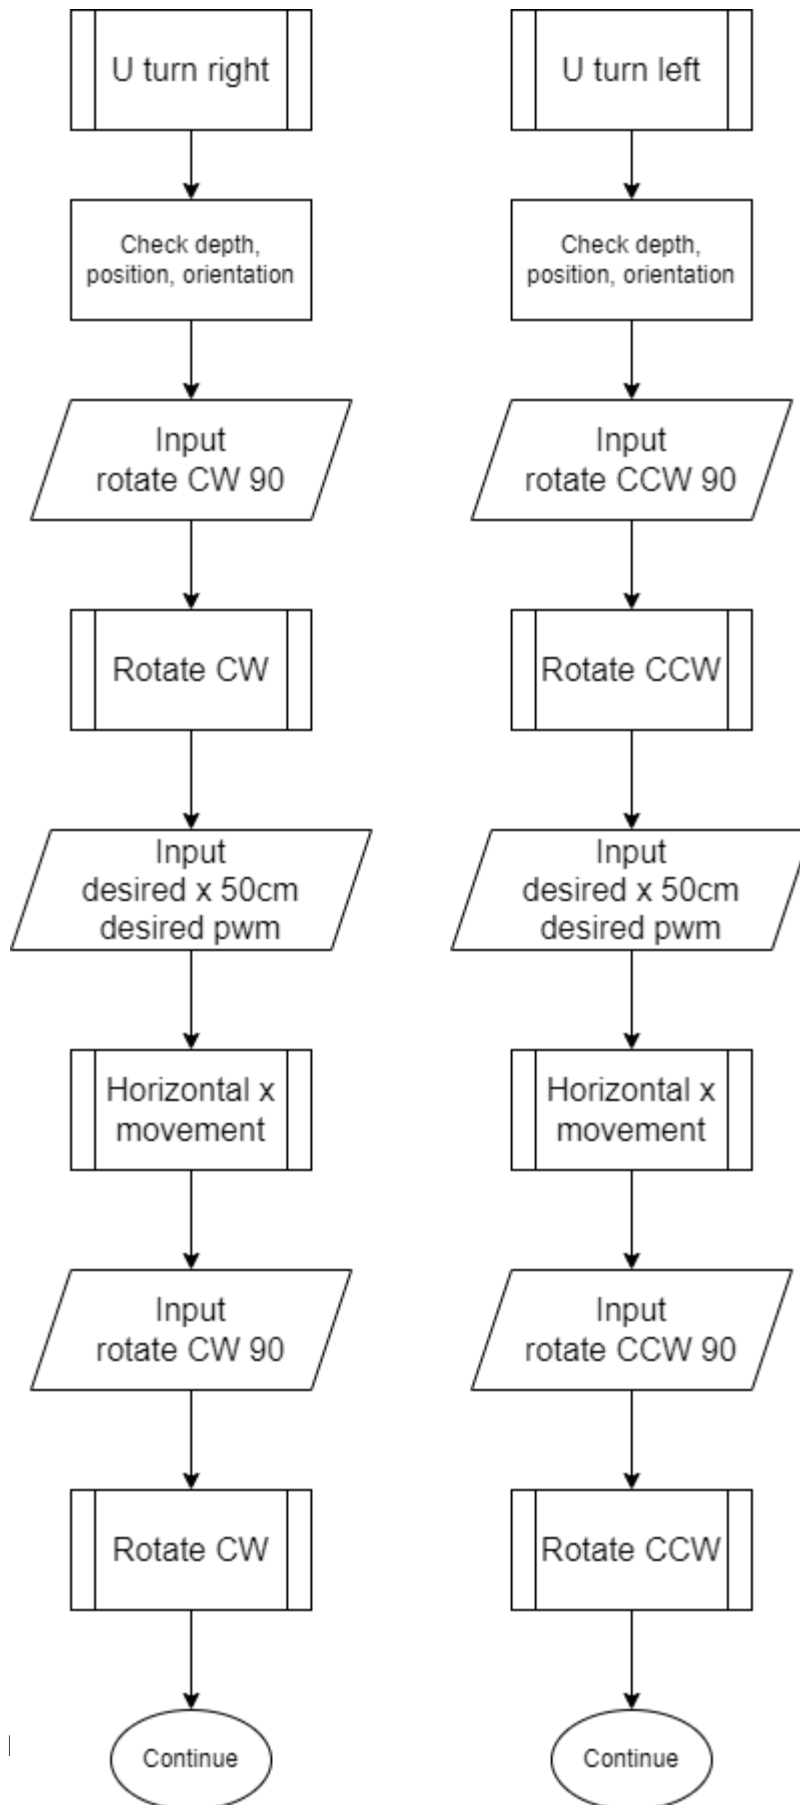 U turn right
Check depth,
position, orientation
Input
rotate CW 90
Rotate CW
Input
desired x 50cm
desired pwm
Horizontal x
movement
Input
rotate CW 90
Rotate CW
Continue
U turn left
Check depth,
position, orientation
Input
rotate CCW 90
Rotate CCW
Input
desired x 50cm
desired pwm
Horizontal x
movement
Input
rotate CCW 90
Rotate CCW
Continue